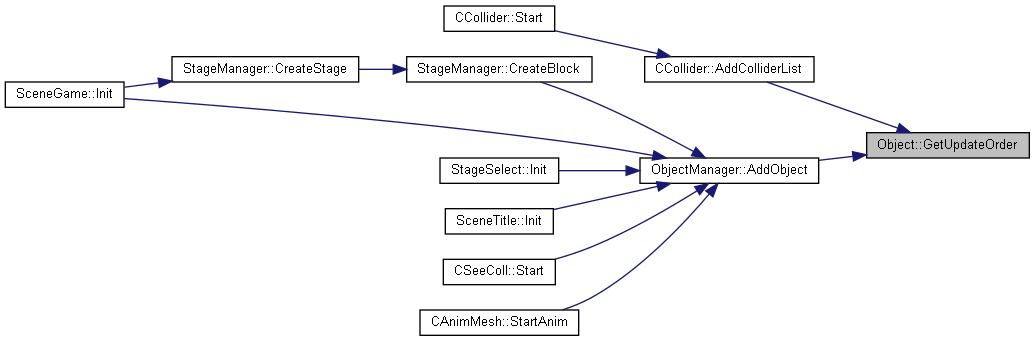 CCollider::Start
StageManager::CreateStage
StageManager::CreateBlock
CCollider::AddColliderList
SceneGame::Init
Object::GetUpdateOrder
StageSelect::Init
ObjectManager::AddObject
SceneTitle::Init
CSeeColl::Start
CAnimMesh::StartAnim